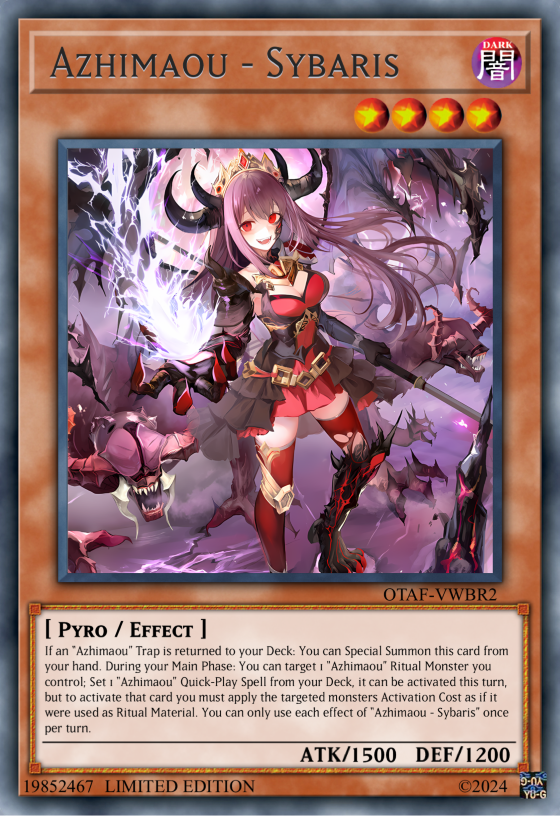 Azhimaou - Sybaris
DARK
闇
OTAF-VWBR2
[ Pyro / Effect ]
If an "Azhimaou" Trap is returned to your Deck: You can Special Summon this card from
your hand. During your Main Phase: You can target 1 "Azhimaou" Ritual Monster you
control; Set 1 "Azhimaou" Quick-Play Spell from your Deck, it can be activated this turn,
but to activate that card you must apply the targeted monsters Activation Cost as if it
were used as Ritual Material. You can only use each effect of "Azhimaou - Sybaris" once
per turn.
ATK/1500 DEF/1200
19852467 LIMITED EDITION ©2024
YU-G